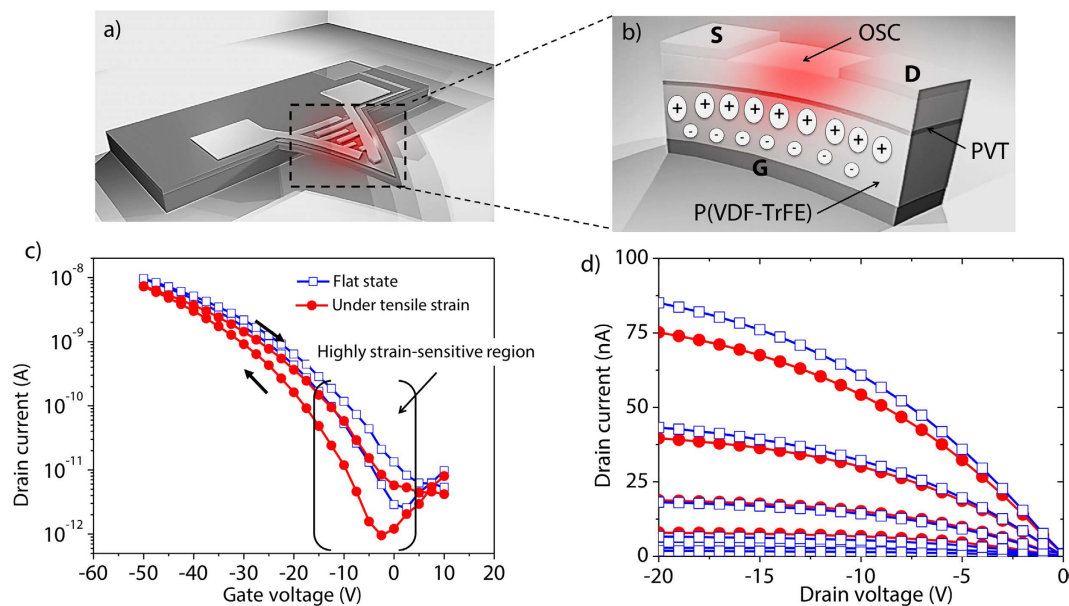 a)
b)
S
OSC
D
+ + + + + + + + +
- - - - - - - -
G
PVT
P(VDF-TrFE)
c)
10⁻⁸
10⁻⁹
10⁻¹⁰
10⁻¹¹
10⁻¹²
Drain current (A)
Flat state
Under tensile strain
Highly strain-sensitive region
-60 -50 -40 -30 -20 -10 0 10 20
Gate voltage (V)
d)
100
75
50
25
0
Drain current (nA)
-20 -15 -10 -5 0
Drain voltage (V)